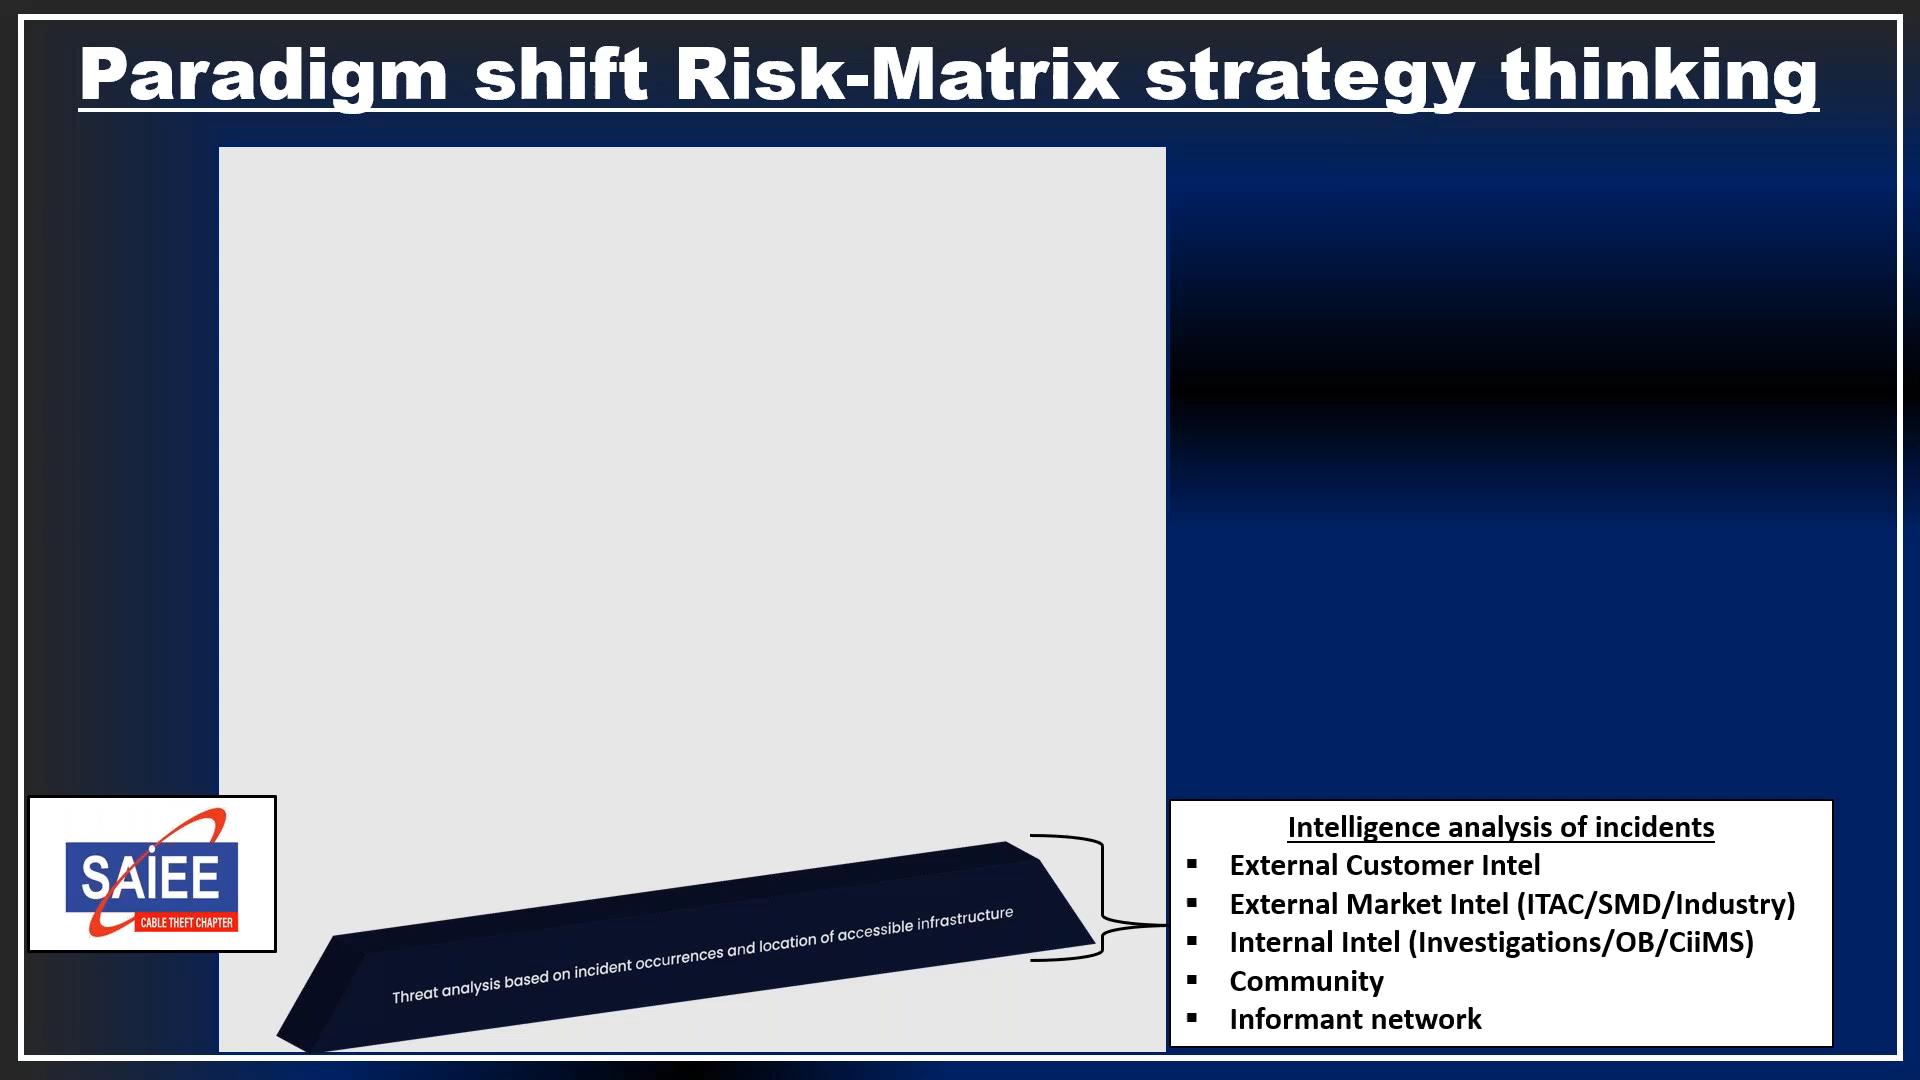 Paradigm shift Risk-Matrix strategy thinking
Threat analysis based on incident occurrences and location of accessible infrastructure
SAiEE
CABLE THEFT CHAPTER
Intelligence analysis of incidents
▪ External Customer Intel
▪ External Market Intel (ITAC/SMD/Industry)
▪ Internal Intel (Investigations/OB/CiiMS)
▪ Community
▪ Informant network